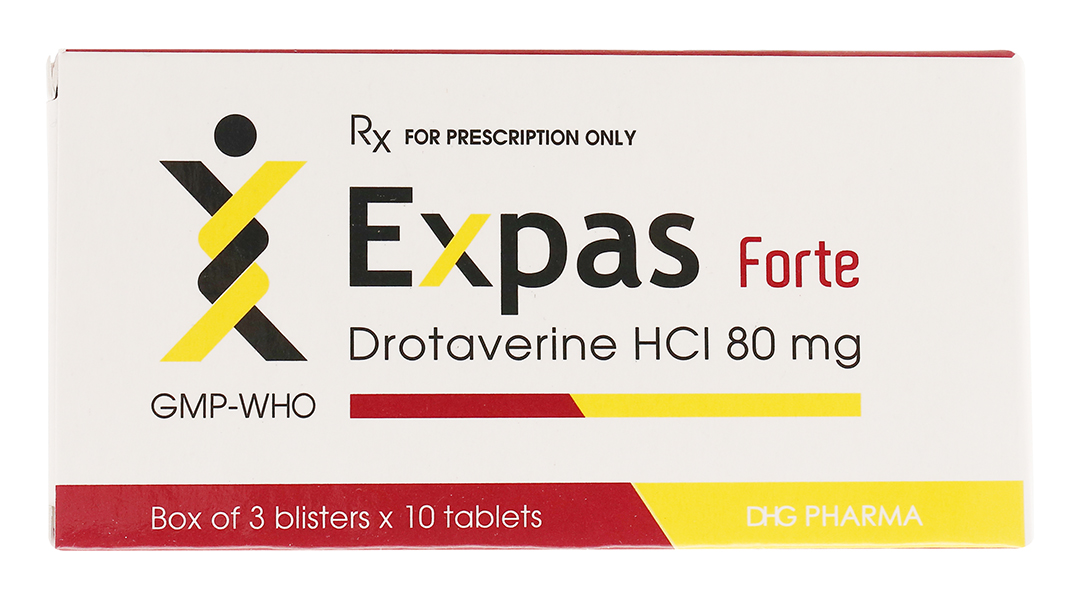 Rx FOR PRESCRIPTION ONLY
Expas Forte
Drotaverine HCl 80 mg
GMP-WHO
Box of 3 blisters x 10 tablets
DHG PHARMA